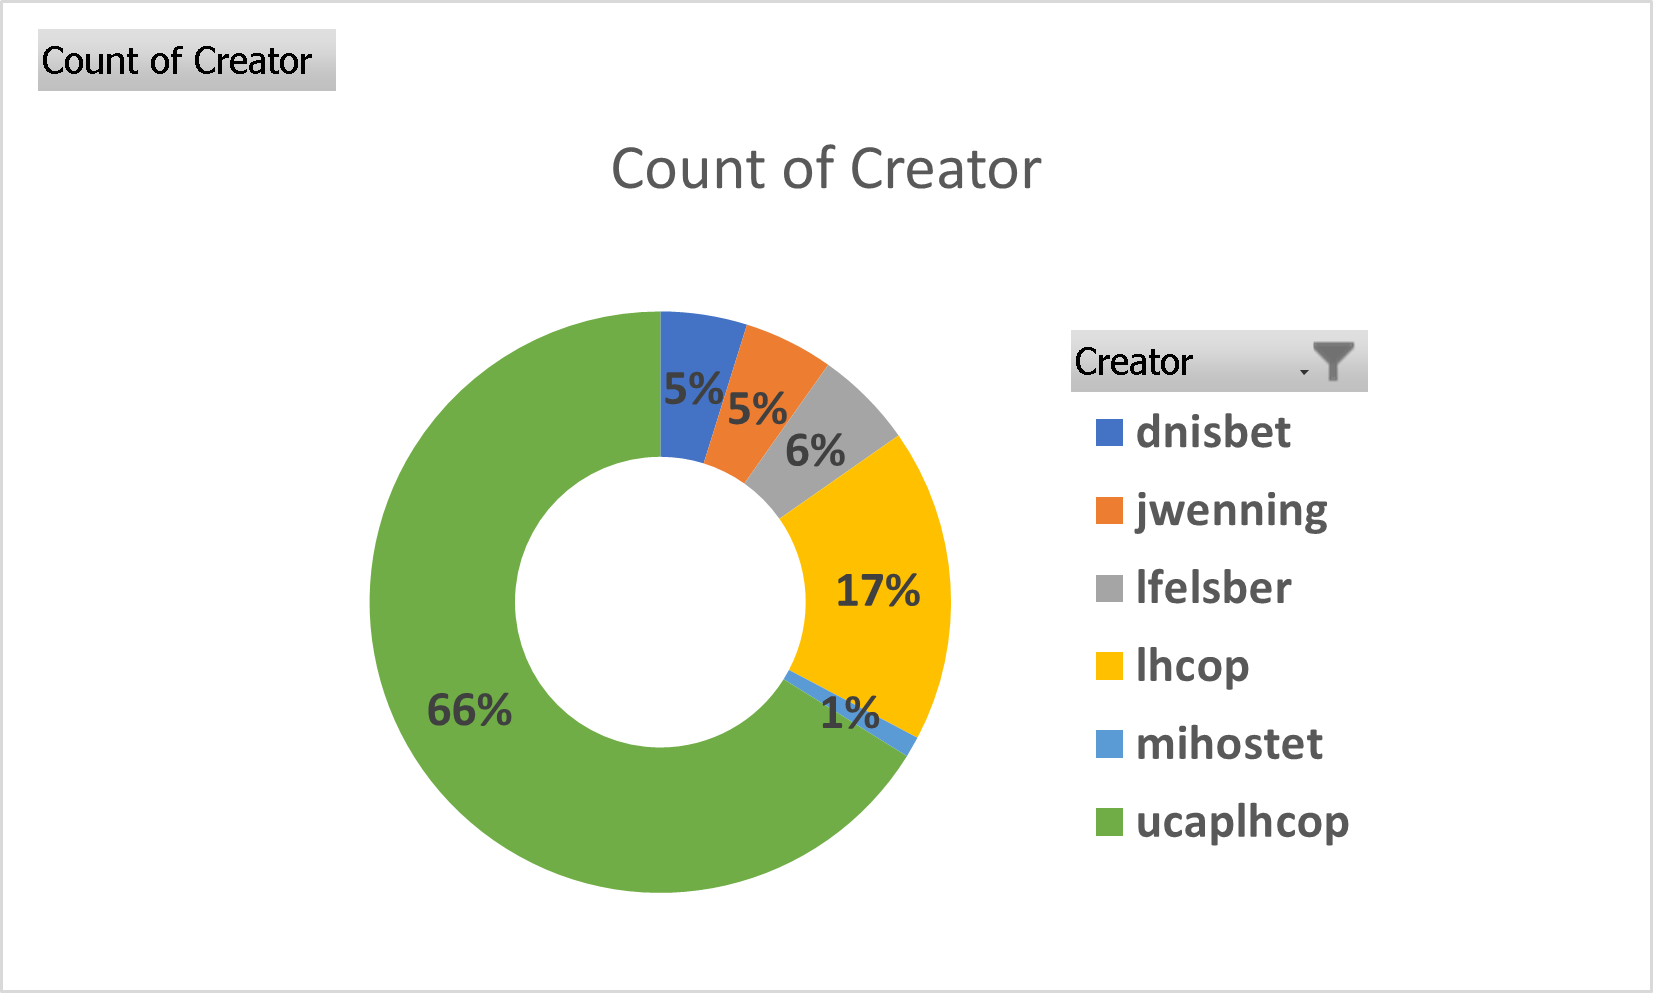 Count of Creator
Count of Creator
5%
5%
6%
17%
1%
66%
Creator
dnisbet
jwenning
lfelsber
lhcop
mihostet
ucaplhcop